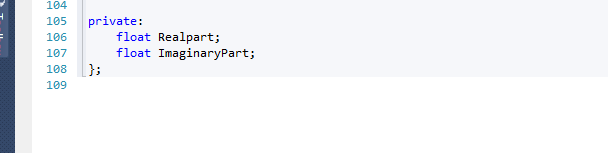 104
105 private:
106 float Realpart;
107 float ImaginaryPart;
108 };
109